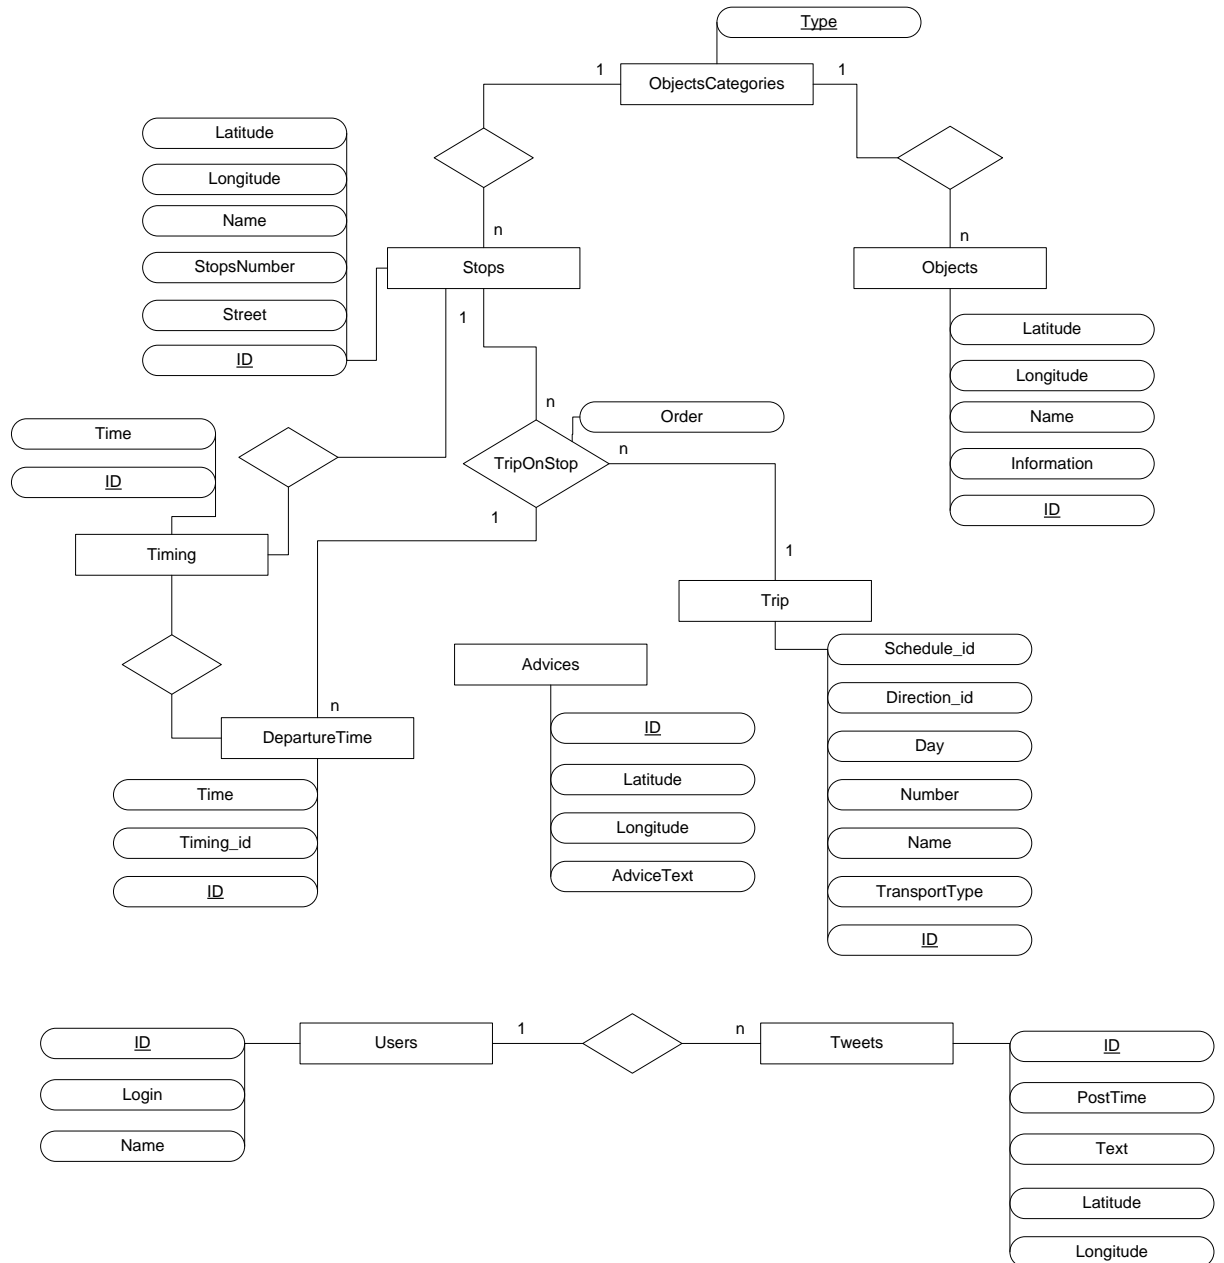 Type
1
ObjectsCategories
1
Latitude
Longitude
Name
StopsNumber
Street
ID
n
Stops
1
n
Objects
Latitude
Longitude
Name
Information
ID
Time
ID
Timing
n
Order
TripOnStop
n
1
1
Trip
Schedule_id
Direction_id
Day
Number
Name
TransportType
ID
Advices
ID
Latitude
Longitude
AdviceText
n
DepartureTime
Time
Timing_id
ID
ID
Login
Name
Users
1
n
Tweets
ID
PostTime
Text
Latitude
Longitude